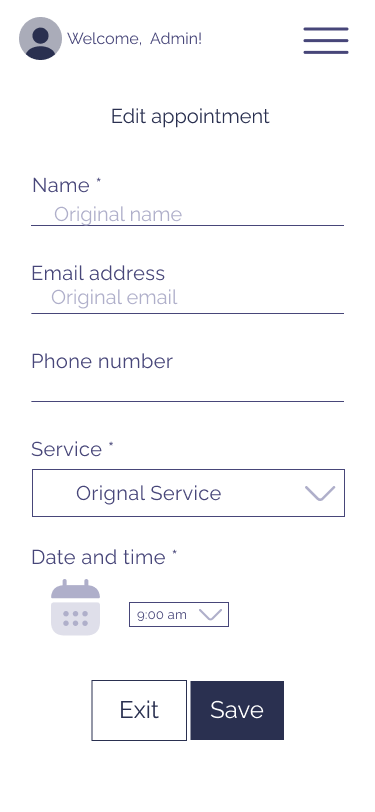 Welcome, Admin!
Edit appointment
Name *
Original name
Email address
Original email
Phone number
Service *
Orignal Service
Date and time *
9:00 am
Exit Save